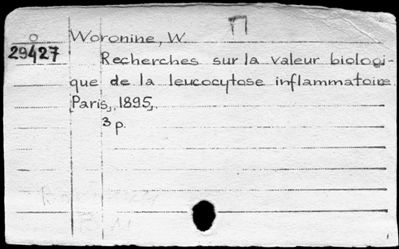 П
o Woronine, W.
29427 Recherches sur la valeur biologi-
que de la leucocytose inflammatoire
Paris, 1895.
3 p.